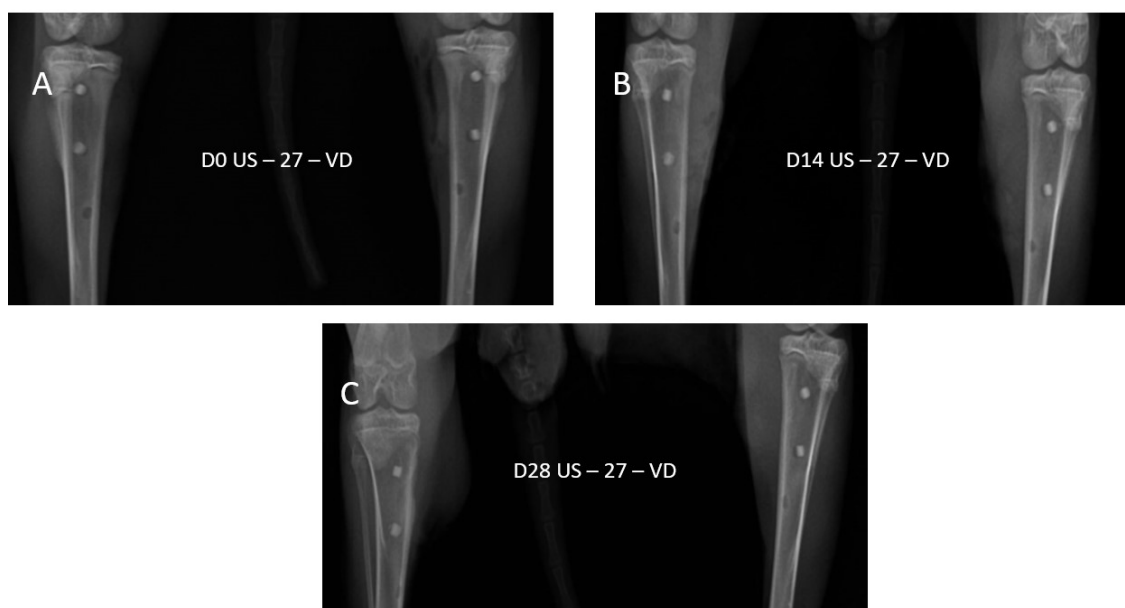 A
D0 US – 27 – VD
B
D14 US – 27 – VD
C
D28 US – 27 – VD